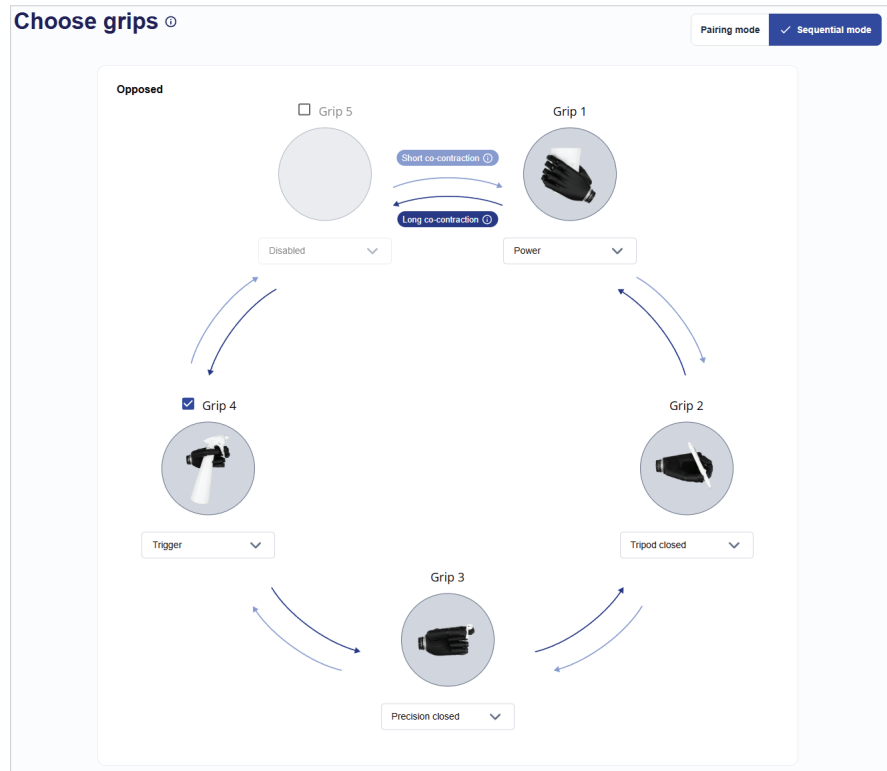 Choose grips
Pairing mode
Sequential mode
Opposed
Grip 5
Grip 1
Short co-contraction
Long co-contraction
Disabled
Power
Grip 4
Grip 2
Trigger
Tripod closed
Grip 3
Precision closed